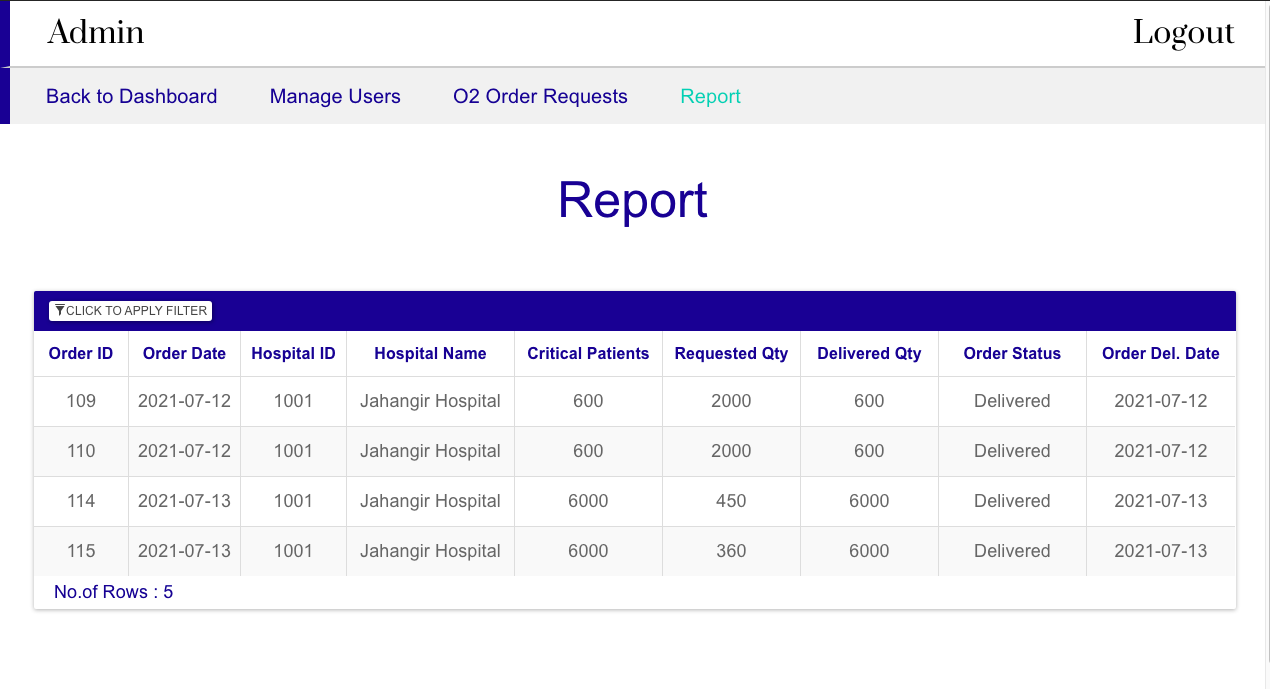 Admin Logout
Back to Dashboard Manage Users O2 Order Requests Report
Report
CLICK TO APPLY FILTER
Order ID Order Date Hospital ID Hospital Name Critical Patients Requested Qty Delivered Qty Order Status Order Del. Date
109 2021-07-12 1001 Jahangir Hospital 600 2000 600 Delivered 2021-07-12
110 2021-07-12 1001 Jahangir Hospital 600 2000 600 Delivered 2021-07-12
114 2021-07-13 1001 Jahangir Hospital 6000 450 6000 Delivered 2021-07-13
115 2021-07-13 1001 Jahangir Hospital 6000 360 6000 Delivered 2021-07-13
No.of Rows : 5